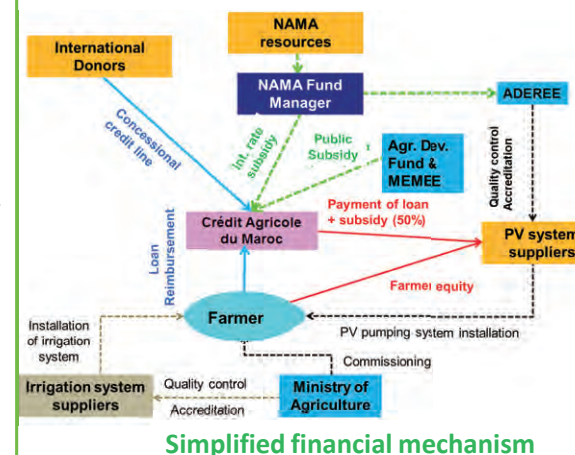 NAMA
resources
International
Donors
NAMA Fund
Manager
ADEREE
Concessional
credit line
Int. rate
subsidy
Public
Subsidy
Agr. Dev.
Fund &
MEMEE
Quality control
Accreditation
Crédit Agricole
du Maroc
Payment of loan
+ subsidy (50%)
PV system
suppliers
Loan
Reimbursement
Farmer equity
Farmer
Installation
of irrigation
system
PV pumping system installation
Commissioning
Irrigation system
suppliers
Quality control
Accreditation
Ministry of
Agriculture
Simplified financial mechanism